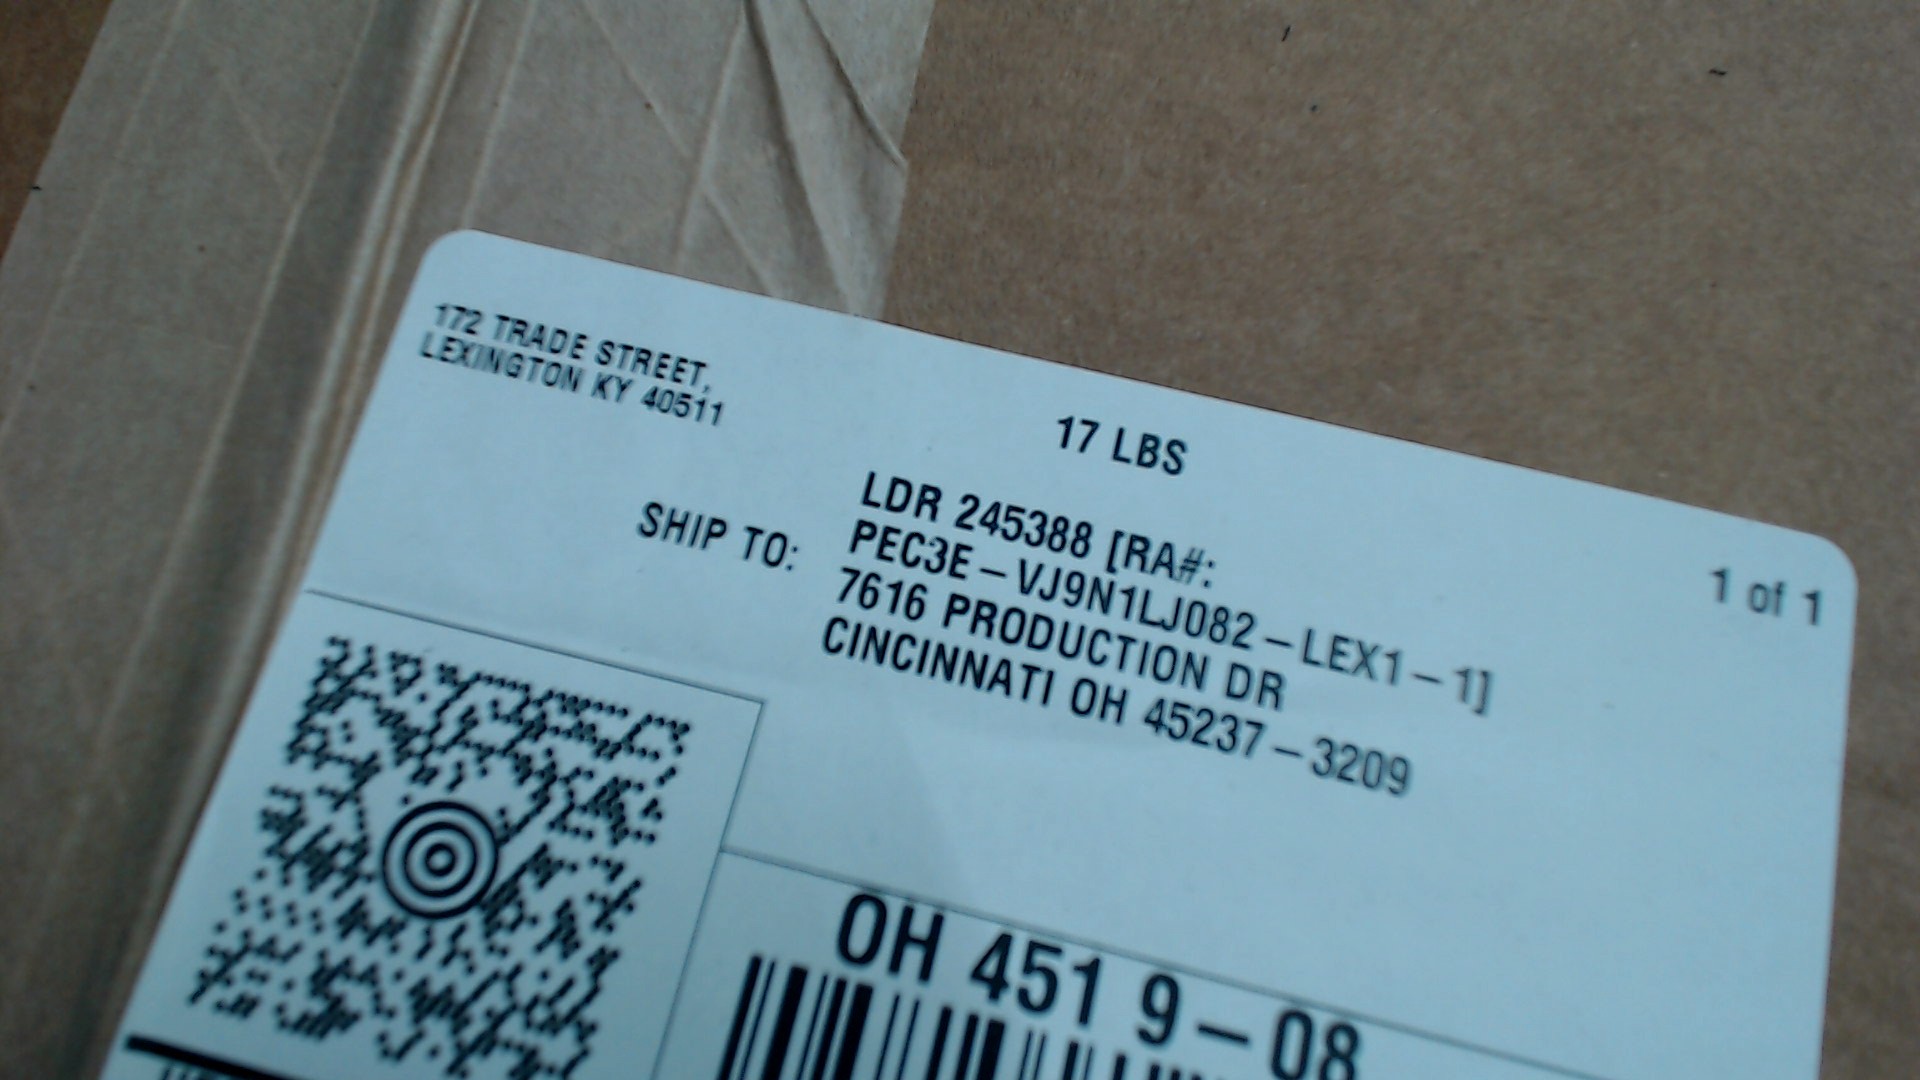 172 TRADE STREET,
LEXINGTON KY 40511
17 LBS
1 of 1
SHIP TO:
LDR 245388 [RA#:
PEC3E-VJ9N1LJ082-LEX1-1]
7616 PRODUCTION DR
CINCINNATI OH 45237-3209
OH 451 9-08